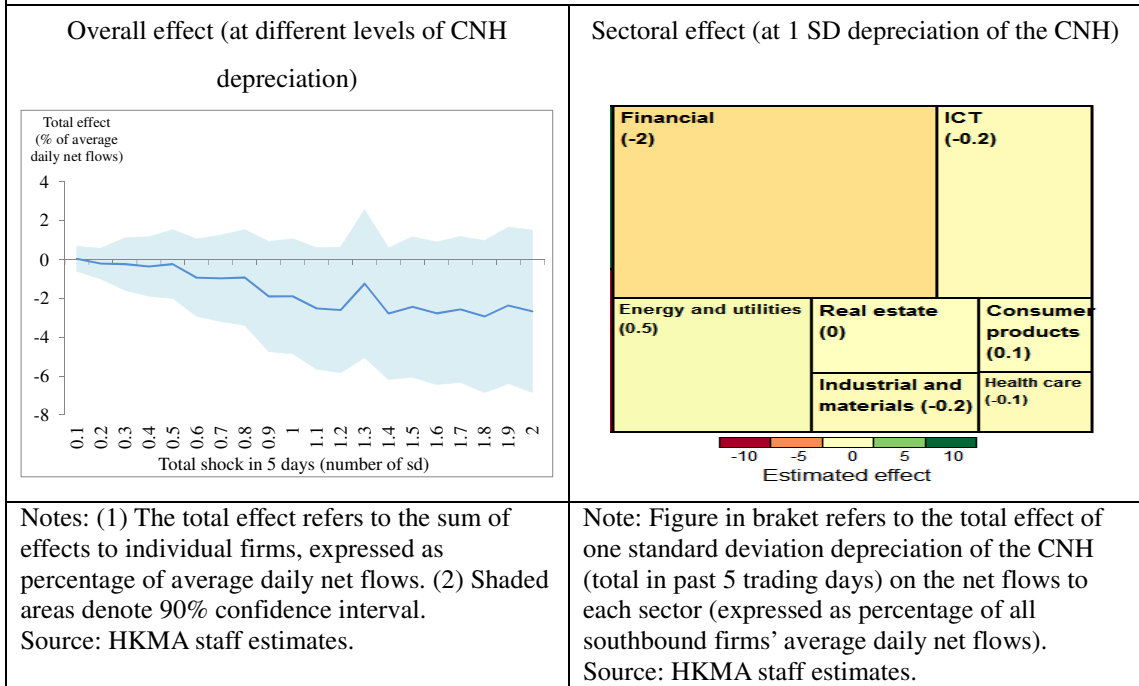 Overall effect (at different levels of CNH
depreciation)
Total effect
(% of average
daily net flows)
4
2
0
-2
-4
-6
-8
0.1
0.2
0.3
0.4
0.5
0.6
0.7
0.8
0.9
1
1.1
1.2
1.3
1.4
1.5
1.6
1.7
1.8
1.9
2
Total shock in 5 days (number of sd)
Sectoral effect (at 1 SD depreciation of the CNH)
Financial
(-2)
ICT
(-0.2)
Energy and utilities
(0.5)
Real estate
(0)
Consumer
products
(0.1)
Industrial and
materials (-0.2)
Health care
(-0.1)
-10 -5 0 5 10
Estimated effect
Notes: (1) The total effect refers to the sum of
effects to individual firms, expressed as
percentage of average daily net flows. (2) Shaded
areas denote 90% confidence interval.
Source: HKMA staff estimates.
Note: Figure in braket refers to the total effect of
one standard deviation depreciation of the CNH
(total in past 5 trading days) on the net flows to
each sector (expressed as percentage of all
southbound firms’ average daily net flows).
Source: HKMA staff estimates.